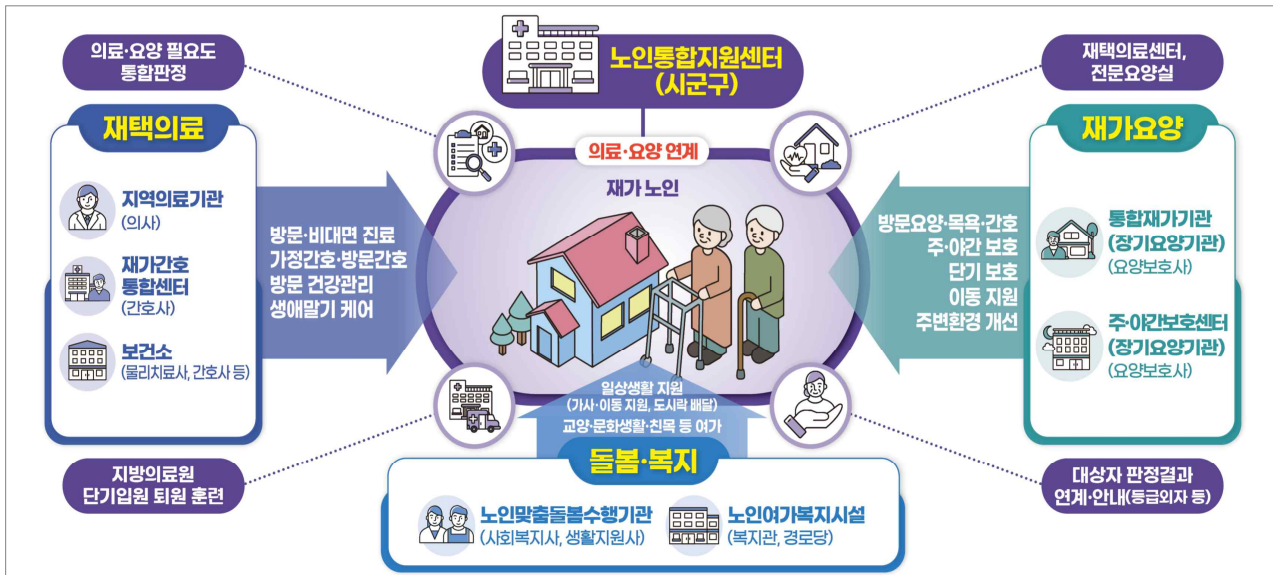 의료·요양 필요도
통합판정
노인통합지원센터
(시군구)
재택의료센터,
전문요양실
재택의료
지역의료기관
(의사)
재가간호
통합센터
(간호사)
보건소
(물리치료사, 간호사 등)
방문·비대면 진료
가정간호·방문간호
방문 건강관리
생애말기 케어
의료·요양 연계
재가 노인
방문요양·목욕·간호
주·야간 보호
단기 보호
이동 지원
주변환경 개선
재가요양
통합재가기관
(장기요양기관)
(요양보호사)
주·야간보호센터
(장기요양기관)
(요양보호사)
일상생활 지원
(가사·이동 지원, 도시락 배달)
교양·문화생활·친목 등 여가
돌봄·복지
노인맞춤돌봄수행기관
(사회복지사, 생활지원사)
노인여가복지시설
(복지관, 경로당)
지방의료원
단기입원 퇴원 훈련
대상자 판정결과
연계·안내(등급외자 등)